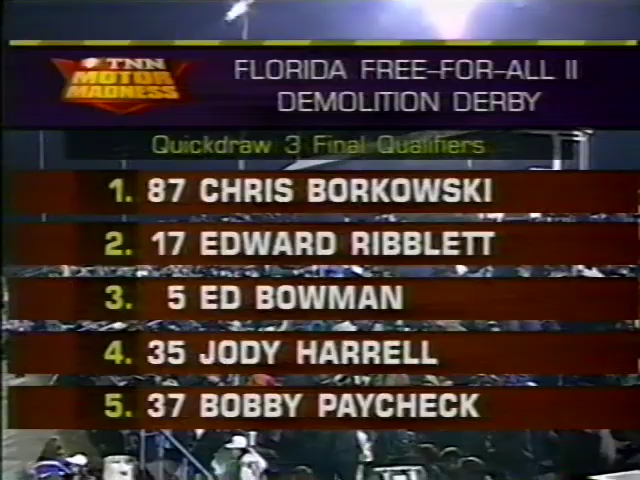 TNN
MOTOR
MADNESS
FLORIDA FREE-FOR-ALL II
DEMOLITION DERBY
Quickdraw 3 Final Qualifiers
1. 87 CHRIS BORKOWSKI
2. 17 EDWARD RIBBLETT
3. 5 ED BOWMAN
4. 35 JODY HARRELL
5. 37 BOBBY PAYCHECK